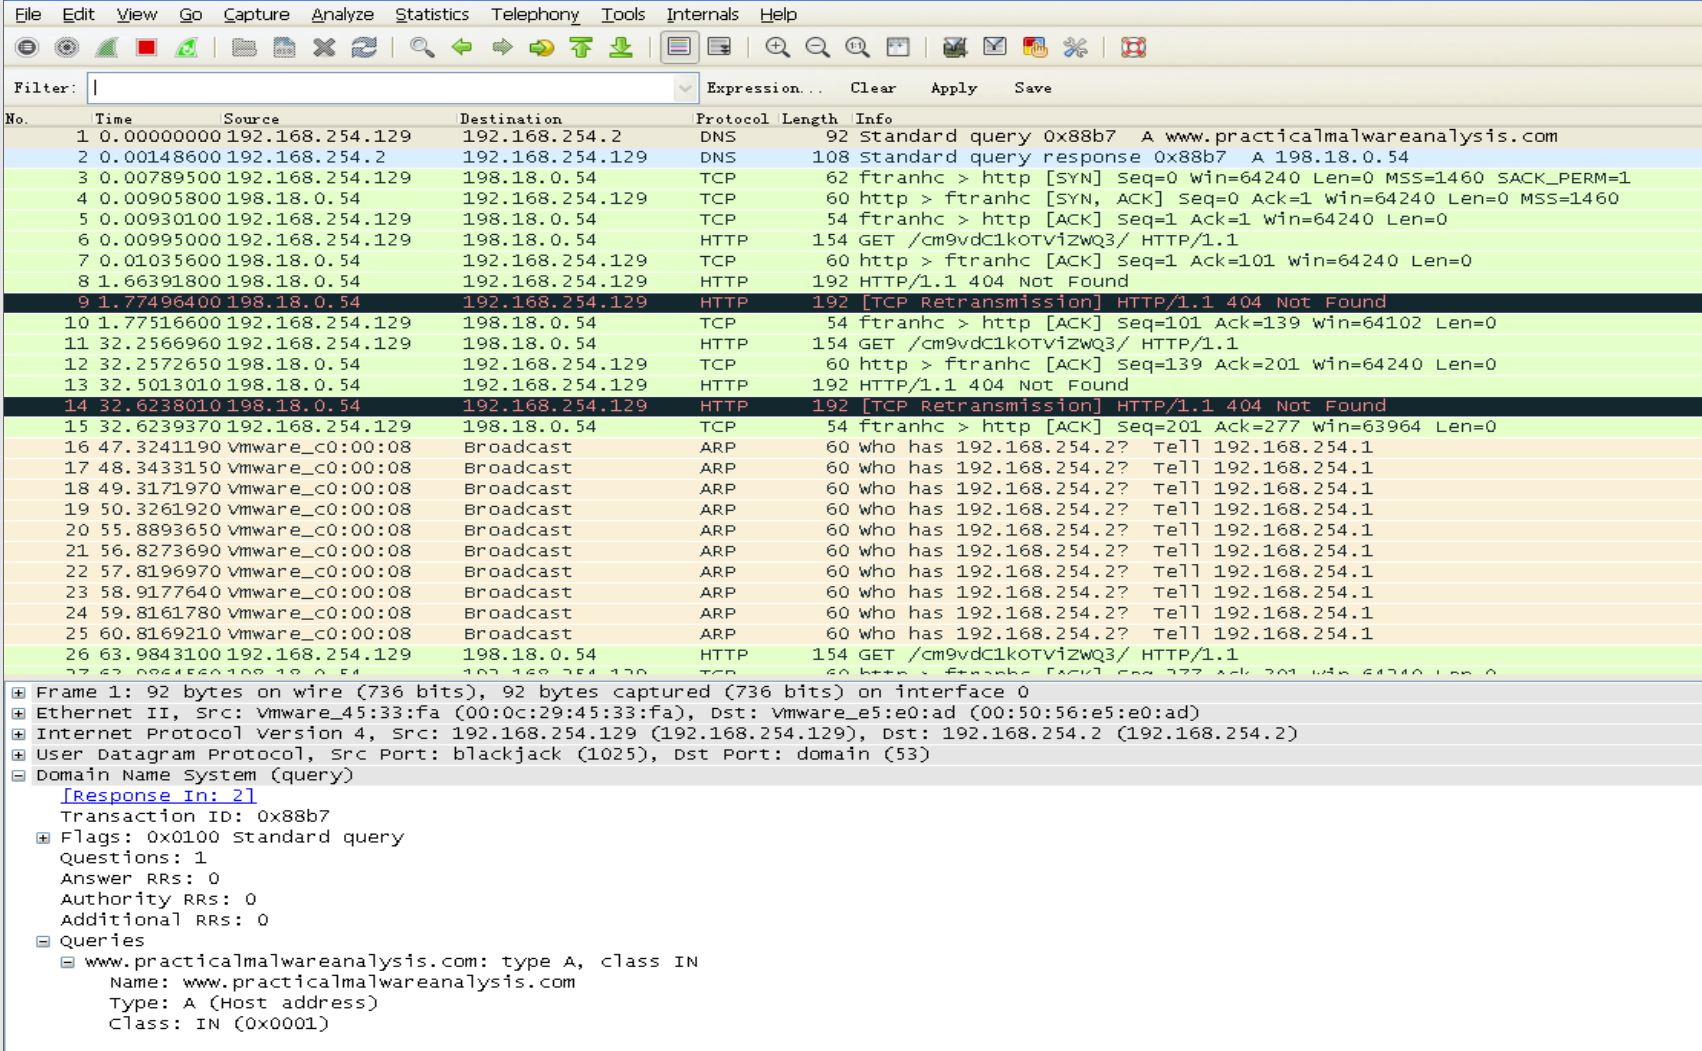 File Edit View Go Capture Analyze Statistics Telephony Tools Internals Help
Filter: Expression... Clear Apply Save
No. Time Source Destination Protocol Length Info
1 0.00000000 192.168.254.129 192.168.254.2 DNS 92 Standard query 0x88b7 A www.practicalmalwareanalysis.com
2 0.00148600 192.168.254.2 192.168.254.129 DNS 108 Standard query response 0x88b7 A 198.18.0.54
3 0.00789500 192.168.254.129 198.18.0.54 TCP 62 ftranhc > http [SYN] Seq=0 Win=64240 Len=0 MSS=1460 SACK_PERM=1
4 0.00905800 198.18.0.54 192.168.254.129 TCP 60 http > ftranhc [SYN, ACK] Seq=0 Ack=1 Win=64240 Len=0 MSS=1460
5 0.00930100 192.168.254.129 198.18.0.54 TCP 54 ftranhc > http [ACK] Seq=1 Ack=1 Win=64240 Len=0
6 0.00995000 192.168.254.129 198.18.0.54 HTTP 154 GET /cm9vdC1kOTViZWQ3/ HTTP/1.1
7 0.01035600 198.18.0.54 192.168.254.129 TCP 60 http > ftranhc [ACK] Seq=1 Ack=101 Win=64240 Len=0
8 1.66391800 198.18.0.54 192.168.254.129 HTTP 192 HTTP/1.1 404 Not Found
9 1.77496400 198.18.0.54 192.168.254.129 HTTP 192 [TCP Retransmission] HTTP/1.1 404 Not Found
10 1.77516600 192.168.254.129 198.18.0.54 TCP 54 ftranhc > http [ACK] Seq=101 Ack=139 Win=64102 Len=0
11 32.2566960 192.168.254.129 198.18.0.54 HTTP 154 GET /cm9vdC1kOTViZWQ3/ HTTP/1.1
12 32.2572650 198.18.0.54 192.168.254.129 TCP 60 http > ftranhc [ACK] Seq=139 Ack=201 Win=64240 Len=0
13 32.5013010 198.18.0.54 192.168.254.129 HTTP 192 HTTP/1.1 404 Not Found
14 32.6238010 198.18.0.54 192.168.254.129 HTTP 192 [TCP Retransmission] HTTP/1.1 404 Not Found
15 32.6239370 192.168.254.129 198.18.0.54 TCP 54 ftranhc > http [ACK] Seq=201 Ack=277 Win=63964 Len=0
16 47.3241190 Vmware_c0:00:08 Broadcast ARP 60 Who has 192.168.254.2? Tell 192.168.254.1
17 48.3433150 Vmware_c0:00:08 Broadcast ARP 60 Who has 192.168.254.2? Tell 192.168.254.1
18 49.3171970 Vmware_c0:00:08 Broadcast ARP 60 Who has 192.168.254.2? Tell 192.168.254.1
19 50.3261920 Vmware_c0:00:08 Broadcast ARP 60 Who has 192.168.254.2? Tell 192.168.254.1
20 55.8893650 Vmware_c0:00:08 Broadcast ARP 60 Who has 192.168.254.2? Tell 192.168.254.1
21 56.8273690 Vmware_c0:00:08 Broadcast ARP 60 Who has 192.168.254.2? Tell 192.168.254.1
22 57.8196970 Vmware_c0:00:08 Broadcast ARP 60 Who has 192.168.254.2? Tell 192.168.254.1
23 58.9177640 Vmware_c0:00:08 Broadcast ARP 60 Who has 192.168.254.2? Tell 192.168.254.1
24 59.8161780 Vmware_c0:00:08 Broadcast ARP 60 Who has 192.168.254.2? Tell 192.168.254.1
25 60.8169210 Vmware_c0:00:08 Broadcast ARP 60 Who has 192.168.254.2? Tell 192.168.254.1
26 63.9843100 192.168.254.129 198.18.0.54 HTTP 154 GET /cm9vdC1kOTViZWQ3/ HTTP/1.1
Frame 1: 92 bytes on wire (736 bits), 92 bytes captured (736 bits) on interface 0
Ethernet II, Src: Vmware_45:33:fa (00:0c:29:45:33:fa), Dst: Vmware_e5:e0:ad (00:50:56:e5:e0:ad)
Internet Protocol Version 4, Src: 192.168.254.129 (192.168.254.129), Dst: 192.168.254.2 (192.168.254.2)
User Datagram Protocol, Src Port: blackjack (1025), Dst Port: domain (53)
Domain Name System (query)
[Response In: 2]
Transaction ID: 0x88b7
Flags: 0x0100 Standard query
Questions: 1
Answer RRs: 0
Authority RRs: 0
Additional RRs: 0
Queries
www.practicalmalwareanalysis.com: type A, class IN
Name: www.practicalmalwareanalysis.com
Type: A (Host address)
Class: IN (0x0001)